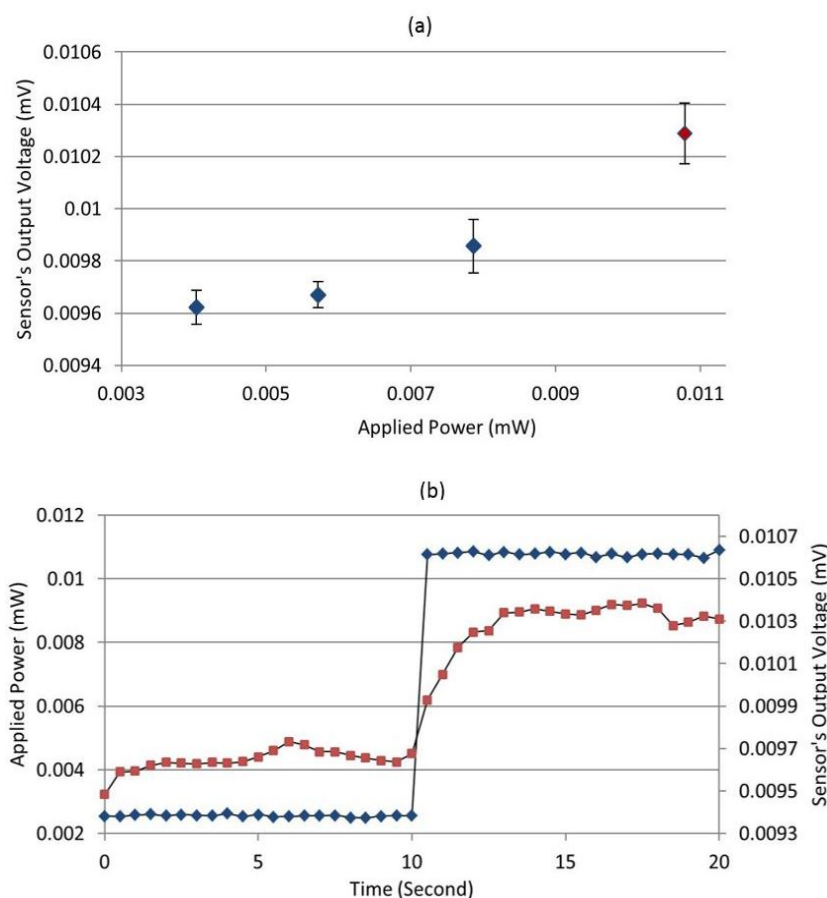 (a)
Sensor's Output Voltage (mV)
0.0106
0.0104
0.0102
0.01
0.0098
0.0096
0.0094
0.003 0.005 0.007 0.009 0.011
Applied Power (mW)
(b)
Applied Power (mW)
0.012
0.01
0.008
0.006
0.004
0.002
0.0107
0.0105
0.0103
0.0101
0.0099
0.0097
0.0095
0.0093
Sensor's Output Voltage (mV)
0 5 10 15 20
Time (Second)